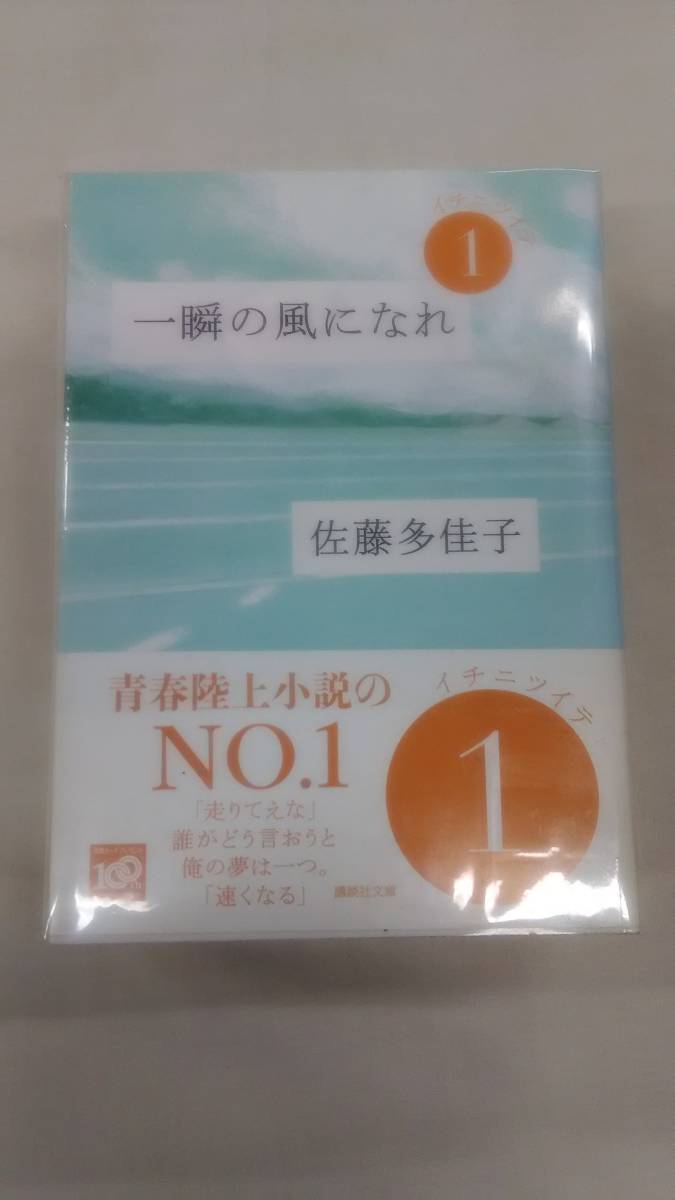 イチニツイテ
1
一瞬の風になれ
佐藤多佳子
青春陸上小説の
NO.1
「走りてえな」
誰がどう言おうと
俺の夢は一つ。
「速くなる」
イチニツイテ
1
100th
講談社文庫